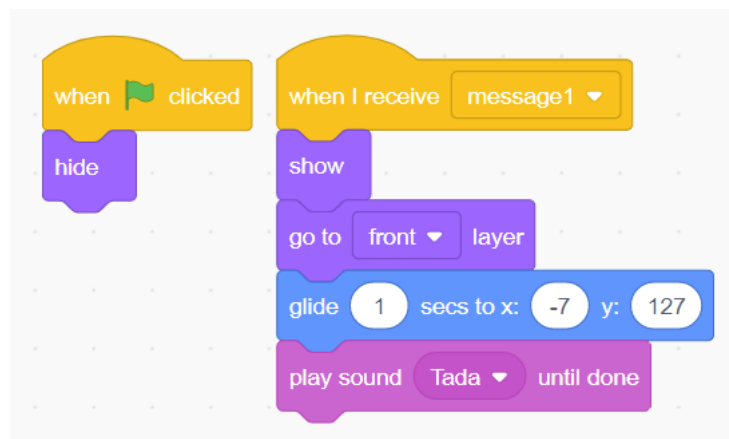 when clicked
hide
when I receive message1
show
go to front layer
glide 1 secs to x: -7 y: 127
play sound Tada until done